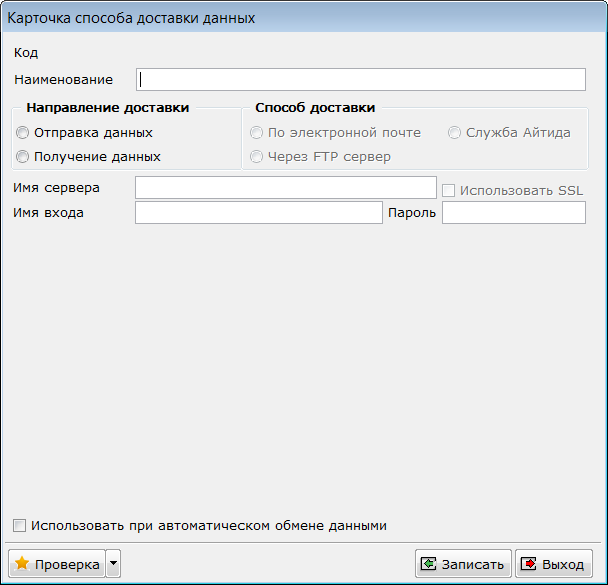 Карточка способа доставки данных
Код
Наименование
Направление доставки Способ доставки
Отправка данных По электронной почте Служба Айтида
Получение данных Через FTP сервер
Имя сервера Использовать SSL
Имя входа Пароль
Использовать при автоматическом обмене данными
Проверка Записать Выход